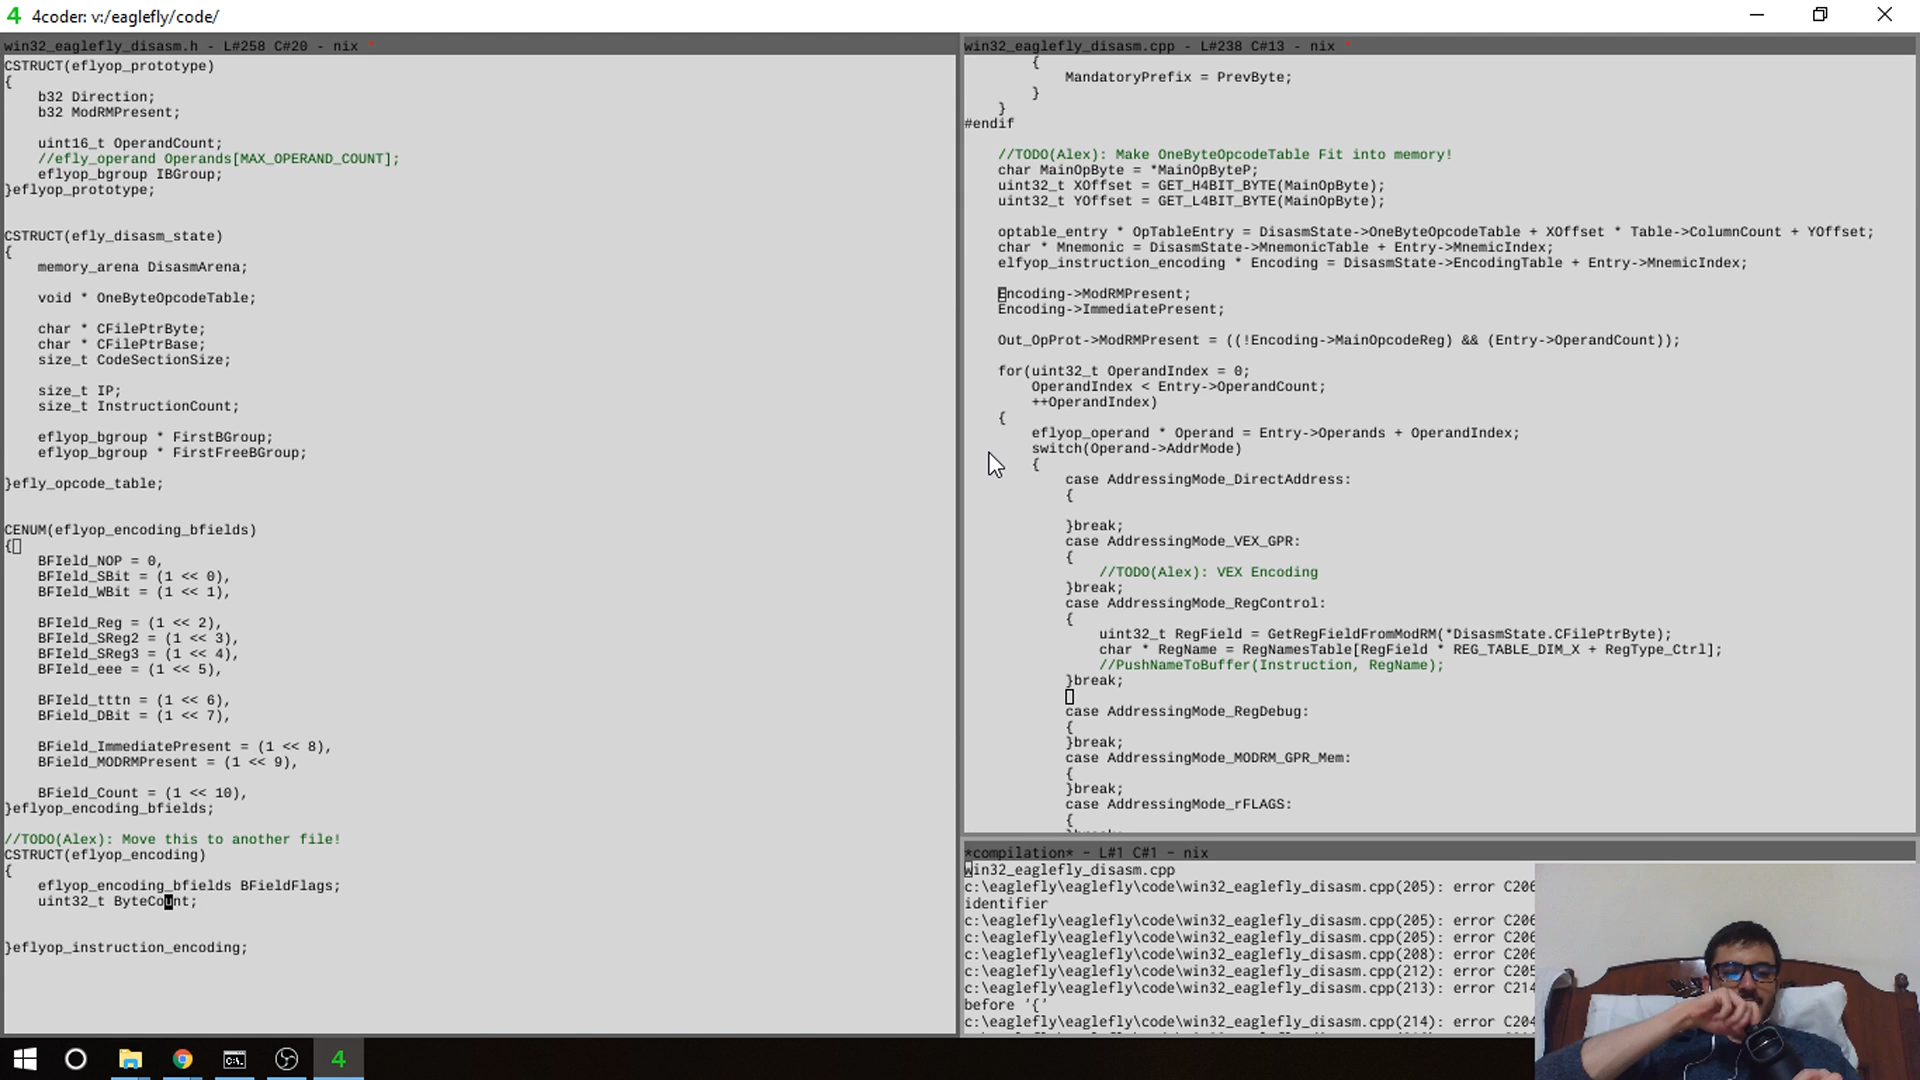 4 4coder: v:/eaglefly/code/
win32_eaglefly_disasm.h - L#258 C#20 - nix *
CSTRUCT(eflyop_prototype)
{
b32 Direction;
b32 ModRMPresent;
uint16_t OperandCount;
//efly_operand Operands[MAX_OPERAND_COUNT];
eflyop_bgroup IBGroup;
}eflyop_prototype;
CSTRUCT(efly_disasm_state)
{
memory_arena DisasmArena;
void * OneByteOpcodeTable;
char * CFilePtrByte;
char * CFilePtrBase;
size_t CodeSectionSize;
size_t IP;
size_t InstructionCount;
eflyop_bgroup * FirstBGroup;
eflyop_bgroup * FirstFreeBGroup;
}efly_opcode_table;
CENUM(eflyop_encoding_bfields)
{
BFIeld_NOP = 0,
BFIeld_SBit = (1 << 0),
BFIeld_WBit = (1 << 1),
BFIeld_Reg = (1 << 2),
BFIeld_SReg2 = (1 << 3),
BFIeld_SReg3 = (1 << 4),
BFIeld_eee = (1 << 5),
BFIeld_tttn = (1 << 6),
BField_DBit = (1 << 7),
BField_ImmediatePresent = (1 << 8),
BField_MODRMPresent = (1 << 9),
BField_Count = (1 << 10),
}eflyop_encoding_bfields;
//TODO(Alex): Move this to another file!
CSTRUCT(eflyop_encoding)
{
eflyop_encoding_bfields BFieldFlags;
uint32_t ByteCount;
}eflyop_instruction_encoding;
win32_eaglefly_disasm.cpp - L#238 C#13 - nix *
{
MandatoryPrefix = PrevByte;
}
}
#endif
//TODO(Alex): Make OneByteOpcodeTable Fit into memory!
char MainOpByte = *MainOpByteP;
uint32_t XOffset = GET_H4BIT_BYTE(MainOpByte);
uint32_t YOffset = GET_L4BIT_BYTE(MainOpByte);
optable_entry * OpTableEntry = DisasmState->OneByteOpcodeTable + XOffset * Table->ColumnCount + YOffset;
char * Mnemonic = DisasmState->MnemonicTable + Entry->MnemicIndex;
elfyop_instruction_encoding * Encoding = DisasmState->EncodingTable + Entry->MnemicIndex;
Encoding->ModRMPresent;
Encoding->ImmediatePresent;
Out_OpProt->ModRMPresent = ((!Encoding->MainOpcodeReg) && (Entry->OperandCount));
for(uint32_t OperandIndex = 0;
OperandIndex < Entry->OperandCount;
++OperandIndex)
{
eflyop_operand * Operand = Entry->Operands + OperandIndex;
switch(Operand->AddrMode)
{
case AddressingMode_DirectAddress:
{
}break;
case AddressingMode_VEX_GPR:
{
//TODO(Alex): VEX Encoding
}break;
case AddressingMode_RegControl:
{
uint32_t RegField = GetRegFieldFromModRM(*DisasmState.CFilePtrByte);
char * RegName = RegNamesTable[RegField * REG_TABLE_DIM_X + RegType_Ctrl];
//PushNameToBuffer(Instruction, RegName);
}break;
case AddressingMode_RegDebug:
{
}break;
case AddressingMode_MODRM_GPR_Mem:
{
}break;
case AddressingMode_rFLAGS:
{
*compilation* - L#1 C#1 - nix
win32_eaglefly_disasm.cpp
c:\eaglefly\eaglefly\code\win32_eaglefly_disasm.cpp(205): error C206
identifier
c:\eaglefly\eaglefly\code\win32_eaglefly_disasm.cpp(205): error C206
c:\eaglefly\eaglefly\code\win32_eaglefly_disasm.cpp(205): error C206
c:\eaglefly\eaglefly\code\win32_eaglefly_disasm.cpp(208): error C206
c:\eaglefly\eaglefly\code\win32_eaglefly_disasm.cpp(212): error C205
c:\eaglefly\eaglefly\code\win32_eaglefly_disasm.cpp(213): error C214
before '{'
c:\eaglefly\eaglefly\code\win32_eaglefly_disasm.cpp(214): error C204
4